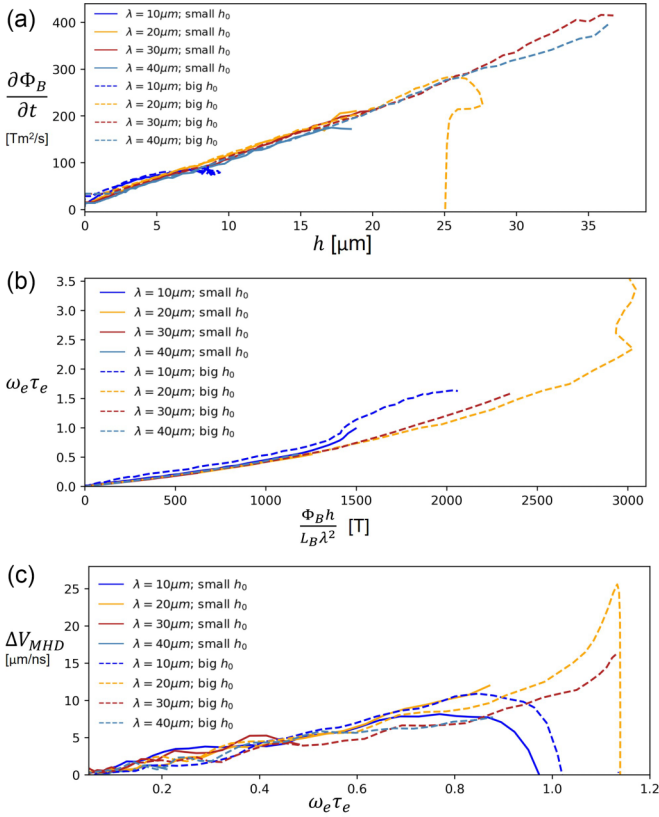 (a)
400
300
200
100
0
∂Φ_B
∂t
[Tm²/s]
λ = 10μm; small h₀
λ = 20μm; small h₀
λ = 30μm; small h₀
λ = 40μm; small h₀
λ = 10μm; big h₀
λ = 20μm; big h₀
λ = 30μm; big h₀
λ = 40μm; big h₀
0 5 10 15 20 25 30 35
h [μm]
(b)
3.5
3.0
2.5
2.0
1.5
1.0
0.5
0.0
ω_eτ_e
λ = 10μm; small h₀
λ = 20μm; small h₀
λ = 30μm; small h₀
λ = 40μm; small h₀
λ = 10μm; big h₀
λ = 20μm; big h₀
λ = 30μm; big h₀
λ = 40μm; big h₀
0 500 1000 1500 2000 2500 3000
Φ_B h
L_B λ² [T]
(c)
25
20
15
10
5
0
ΔV_MHD
[μm/ns]
λ = 10μm; small h₀
λ = 20μm; small h₀
λ = 30μm; small h₀
λ = 40μm; small h₀
λ = 10μm; big h₀
λ = 20μm; big h₀
λ = 30μm; big h₀
λ = 40μm; big h₀
0.2 0.4 0.6 0.8 1.0 1.2
ω_eτ_e